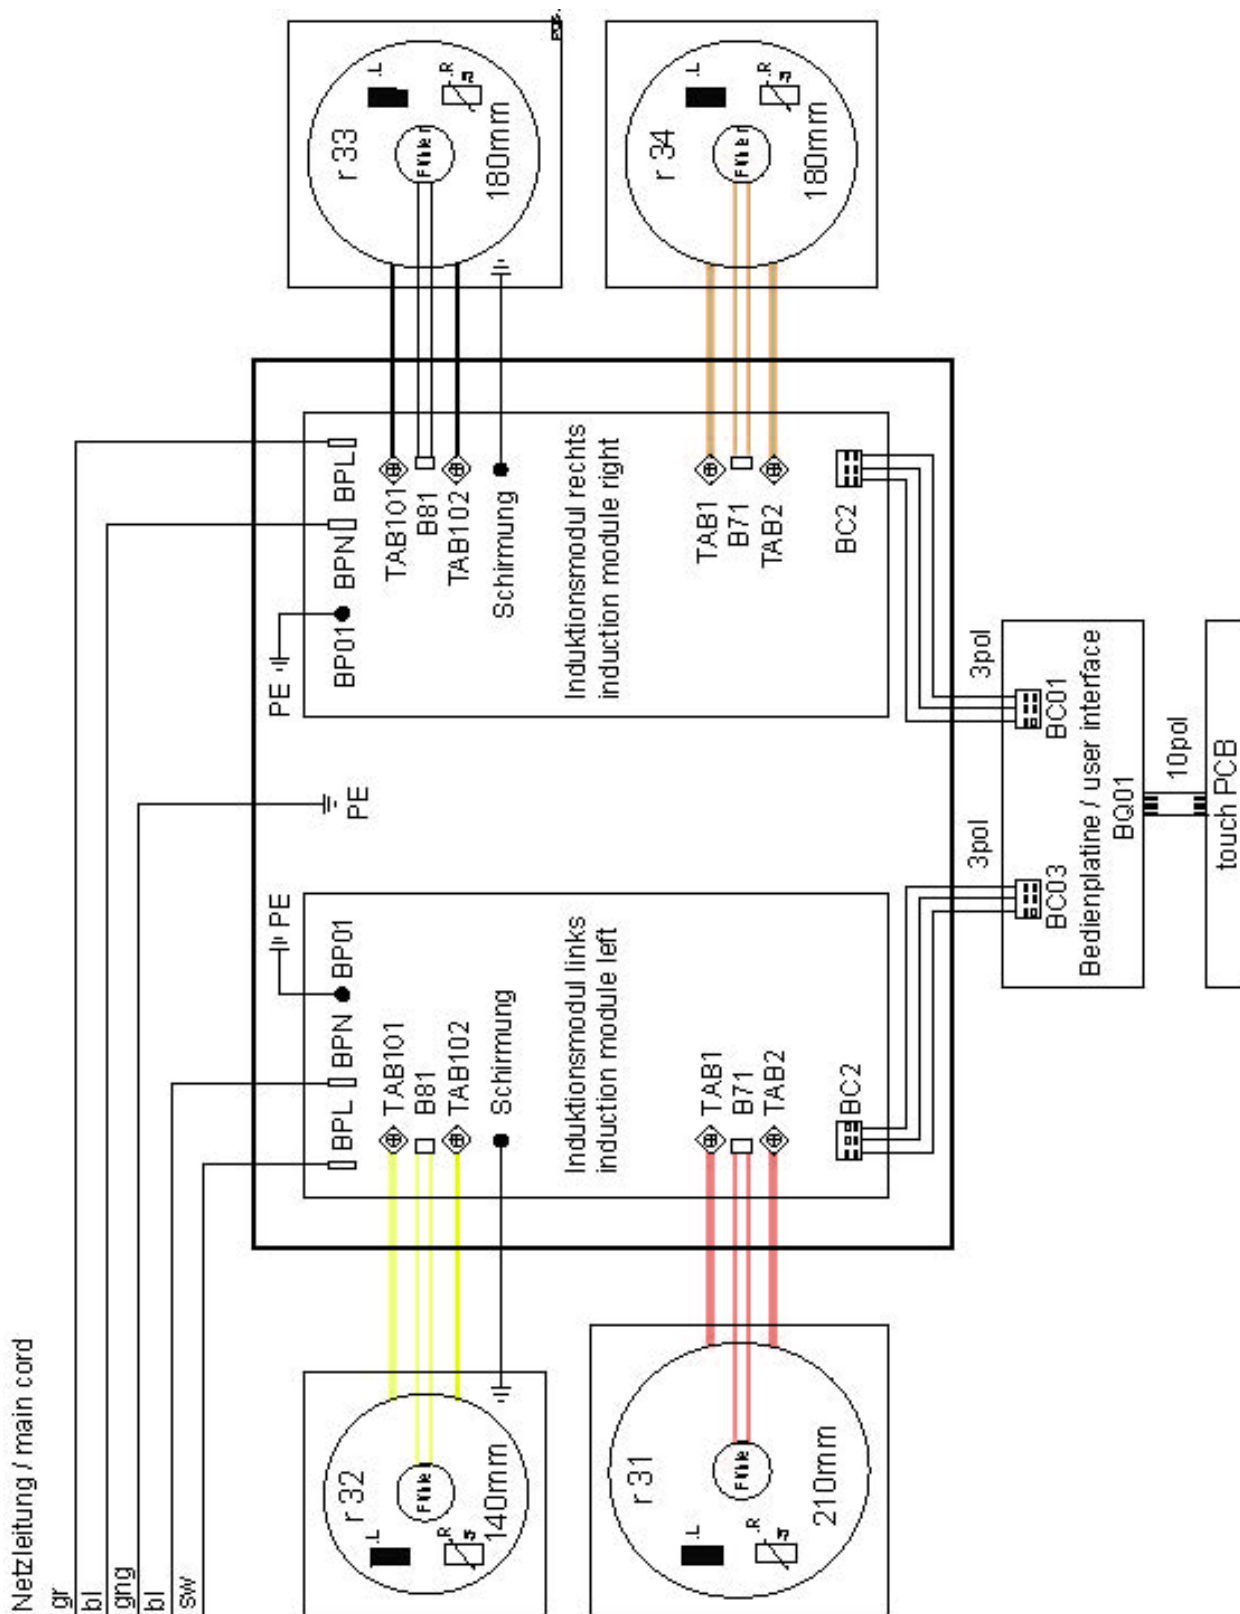 Netzleitung / main cord
gr
bl
gng
bl
sw
r 32
.L
.R
140mm
r 33
.L
.R
180mm
BPL
BPN
BP01
PE
PE
PE
BP01
BPN
BPL
TAB101
B81
TAB102
Schirmung
TAB101
B81
TAB102
Schirmung
Induktionsmodul links
induction module left
Induktionsmodul rechts
induction module right
r 31
.L
.R
210mm
TAB1
B71
TAB2
TAB1
B71
TAB2
r 34
.L
.R
180mm
BC2
BC2
3pol
3pol
BC03
BC01
Bedienplatine / user interface
BQ01
10pol
touch PCB